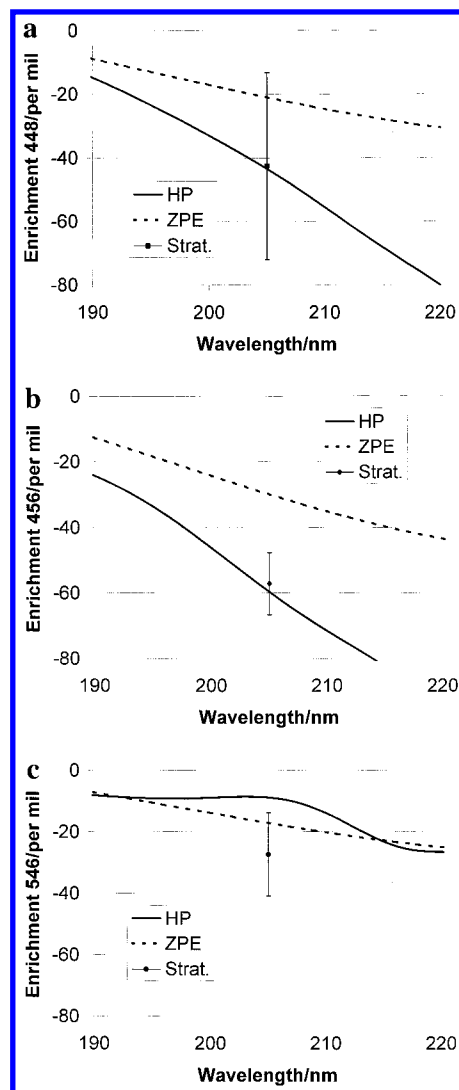 a
0
-20
-40
-60
-80
Enrichment 448/per mil
HP
ZPE
Strat.
190
200
210
220
Wavelength/nm
b
0
-20
-40
-60
-80
Enrichment 456/per mil
HP
ZPE
Strat.
190
200
210
220
Wavelength/nm
c
0
-20
-40
-60
-80
Enrichment 546/per mil
HP
ZPE
Strat.
190
200
210
220
Wavelength/nm